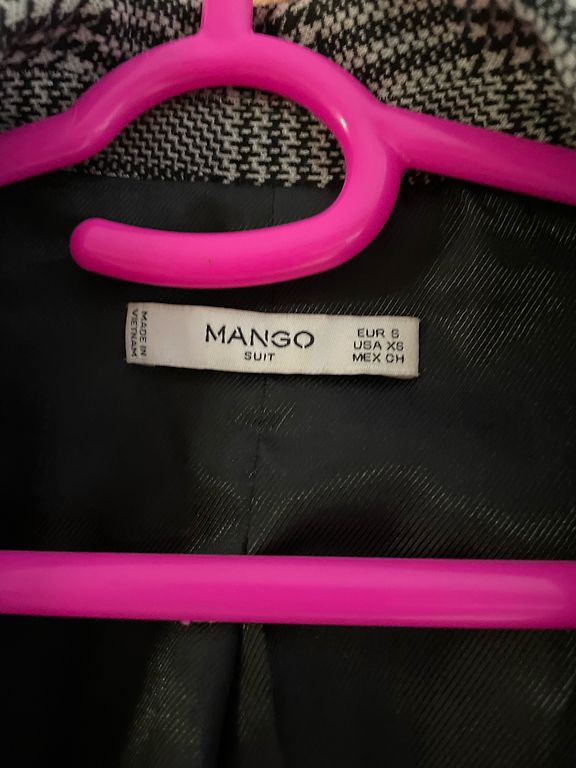 MADE IN
VIETNAM
MANGO
SUIT
EUR S
USA XS
MEX CH